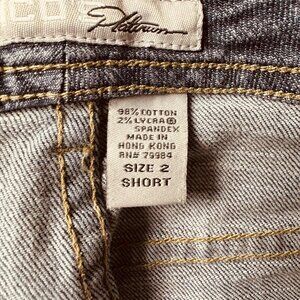 Platinum
98% COTTON
2% LYCRA®
SPANDEX
MADE IN
HONG KONG
RN# 79984
SIZE 2
SHORT